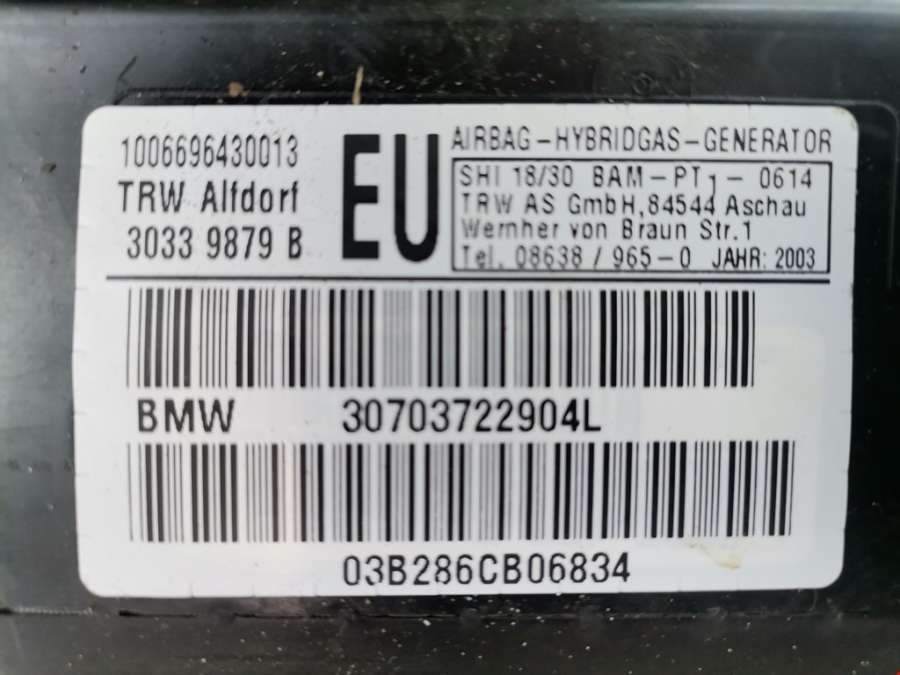 1006696430013
TRW Alfdorf
3033 9879 B
EU
AIRBAG-HYBRIDGAS-GENERATOR
SHI 18/30 BAM-PT1-0614
TRW AS GmbH,84544 Aschau
Wernher von Braun Str.1
Tel. 08638 / 965-0 JAHR: 2003
BMW 30703722904L
03B286CB06834